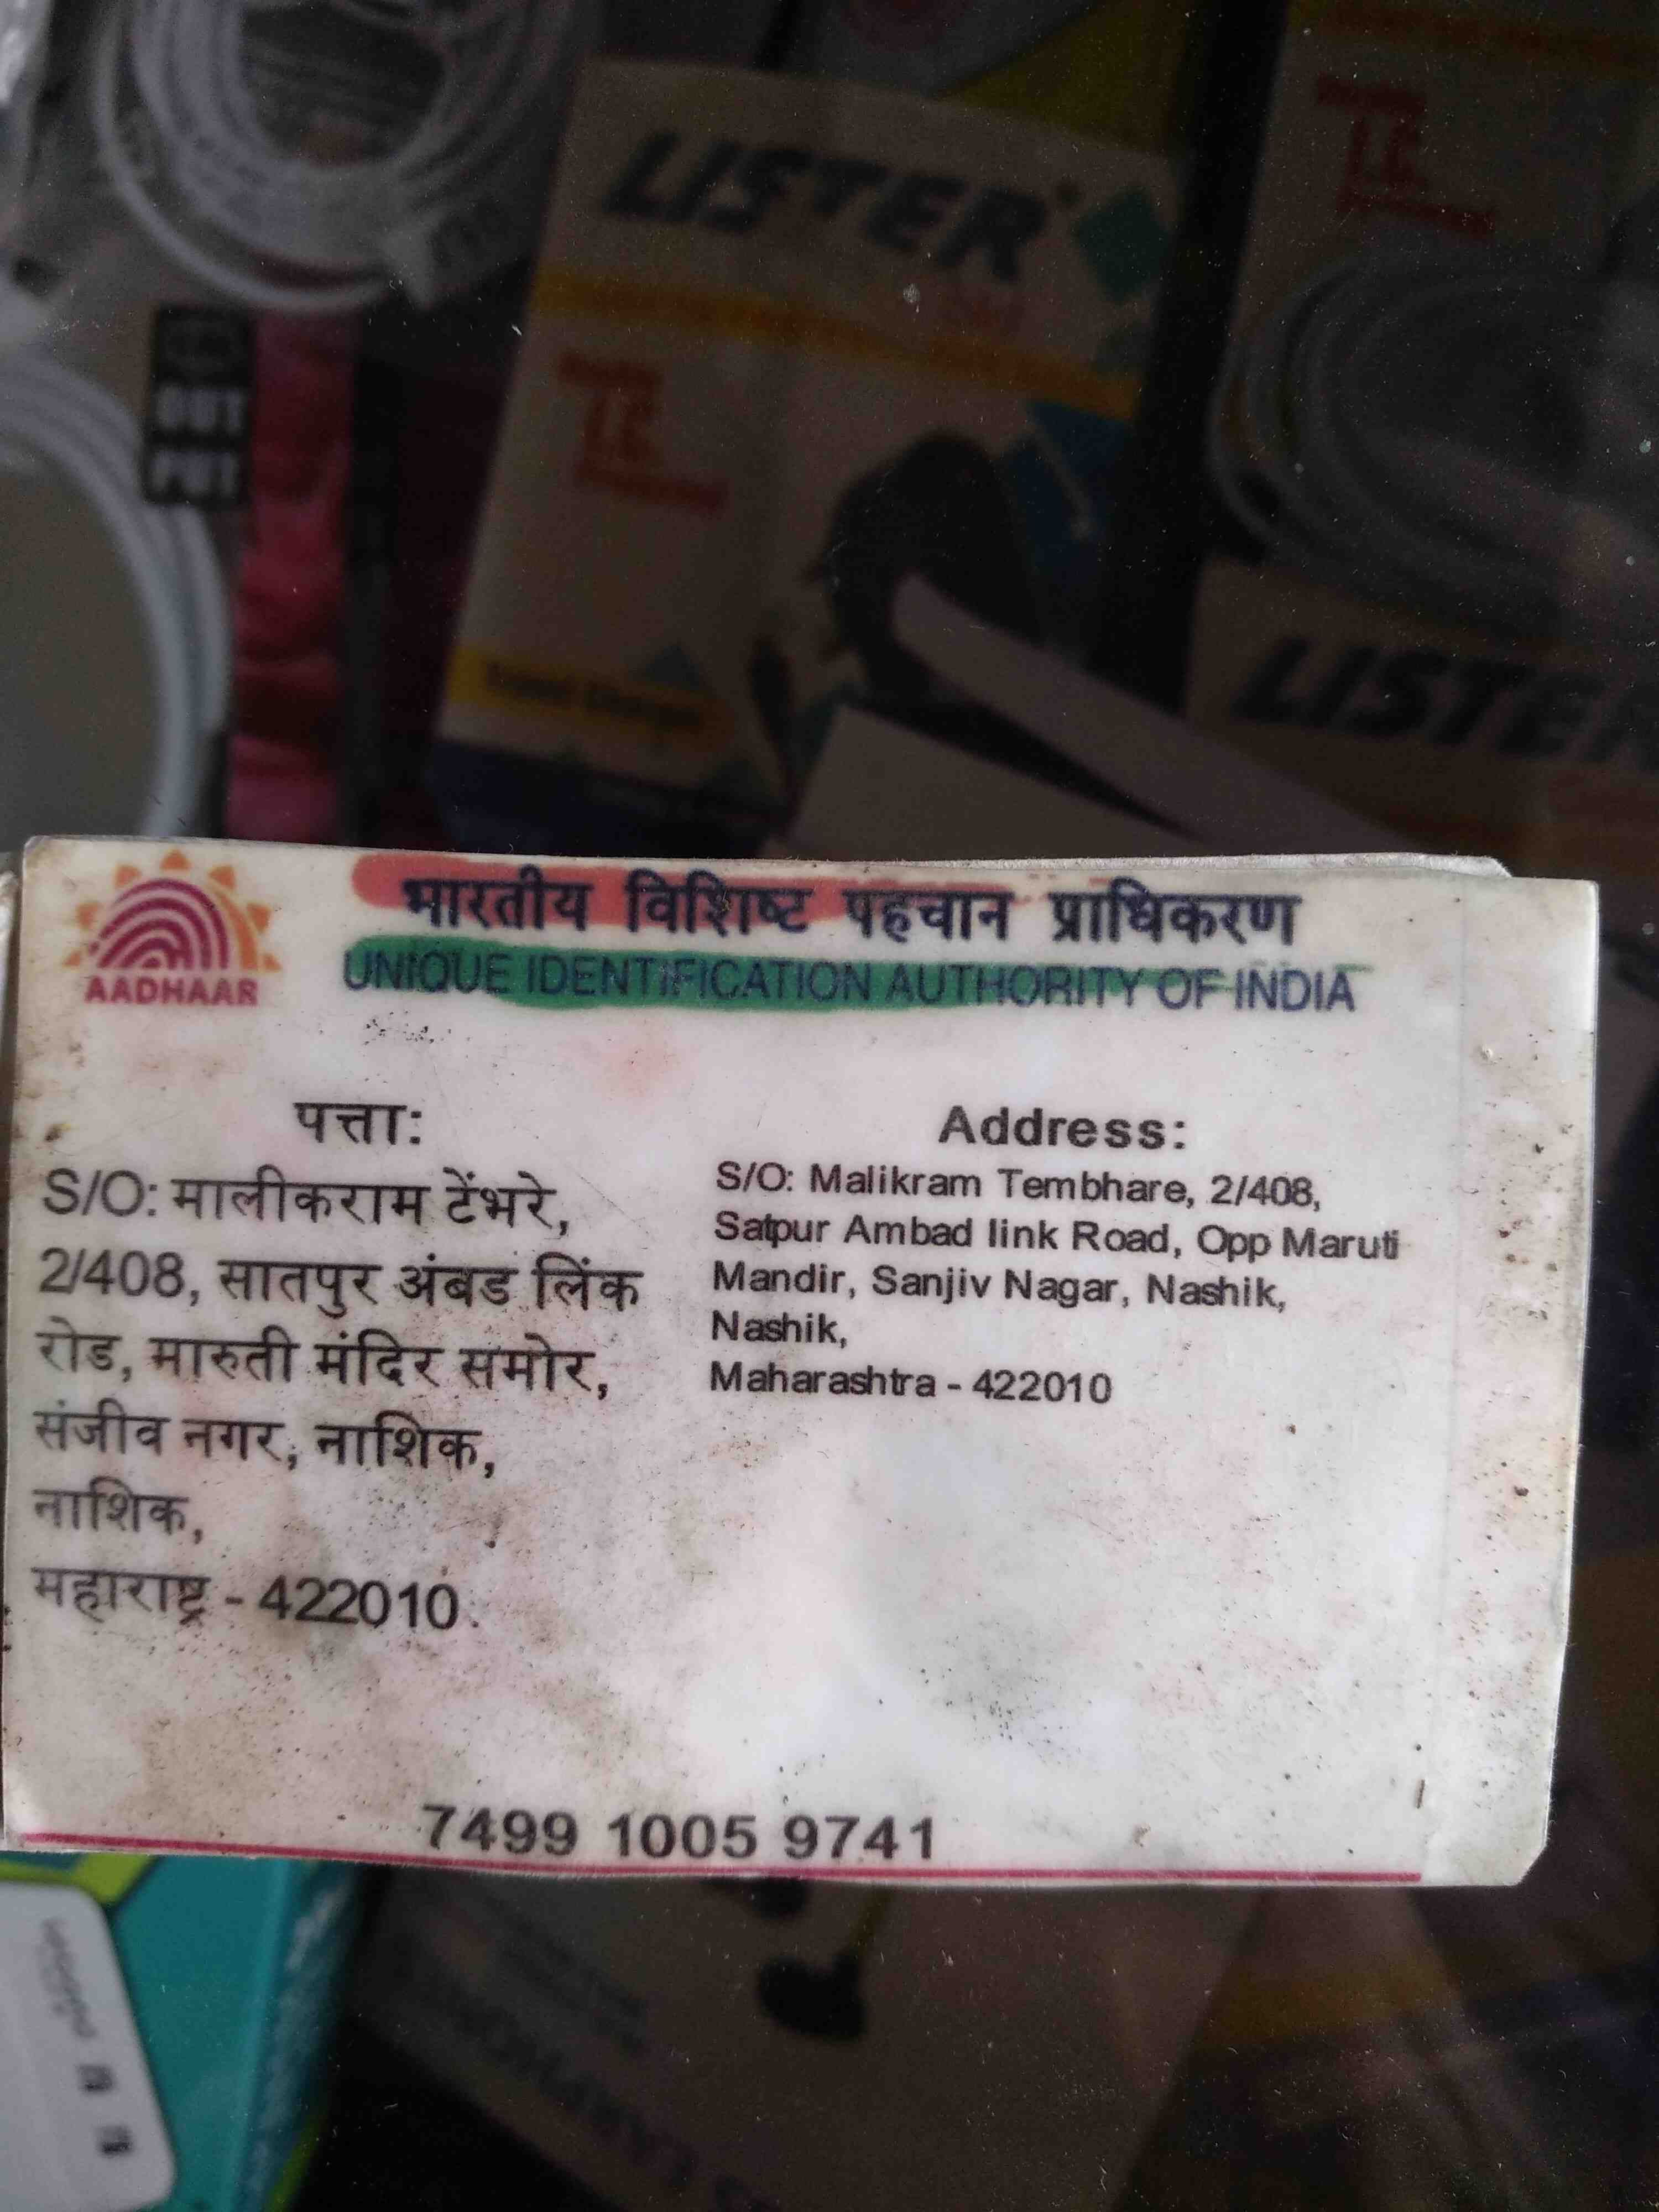 LISTER
OUT
PUT
LISTER
AADHAAR
भारतीय विशिष्ट पहचान प्राधिकरण
UNIQUE IDENTIFICATION AUTHORITY OF INDIA
पत्ता:
S/O: मालीकराम टेंभरे,
2/408, सातपुर अंबड लिंक
रोड, मारुती मंदिर समोर,
संजीव नगर, नाशिक,
नाशिक,
महाराष्ट्र - 422010
Address:
S/O: Malikram Tembhare, 2/408,
Satpur Ambad link Road, Opp Maruti
Mandir, Sanjiv Nagar, Nashik,
Nashik,
Maharashtra - 422010
7499 1005 9741